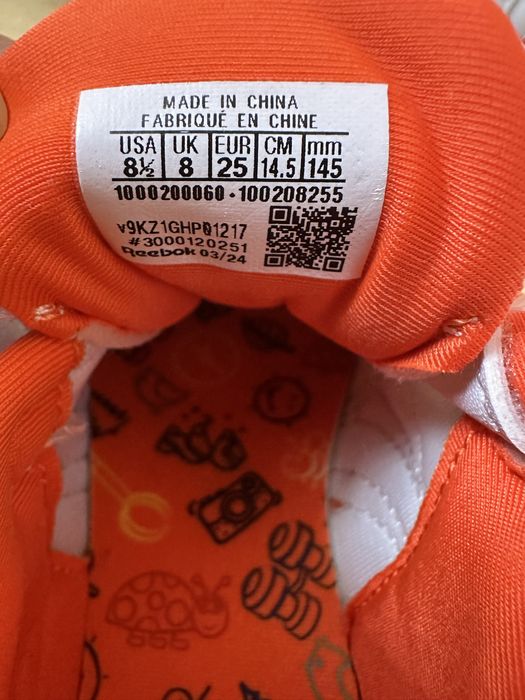 MADE IN CHINA
FABRIQUÉ EN CHINE
USA UK EUR CM mm
8½ 8 25 14.5 145
1000200060 · 100208255
v9KZ1GHP01217
#3000120251
Reebok 03/24